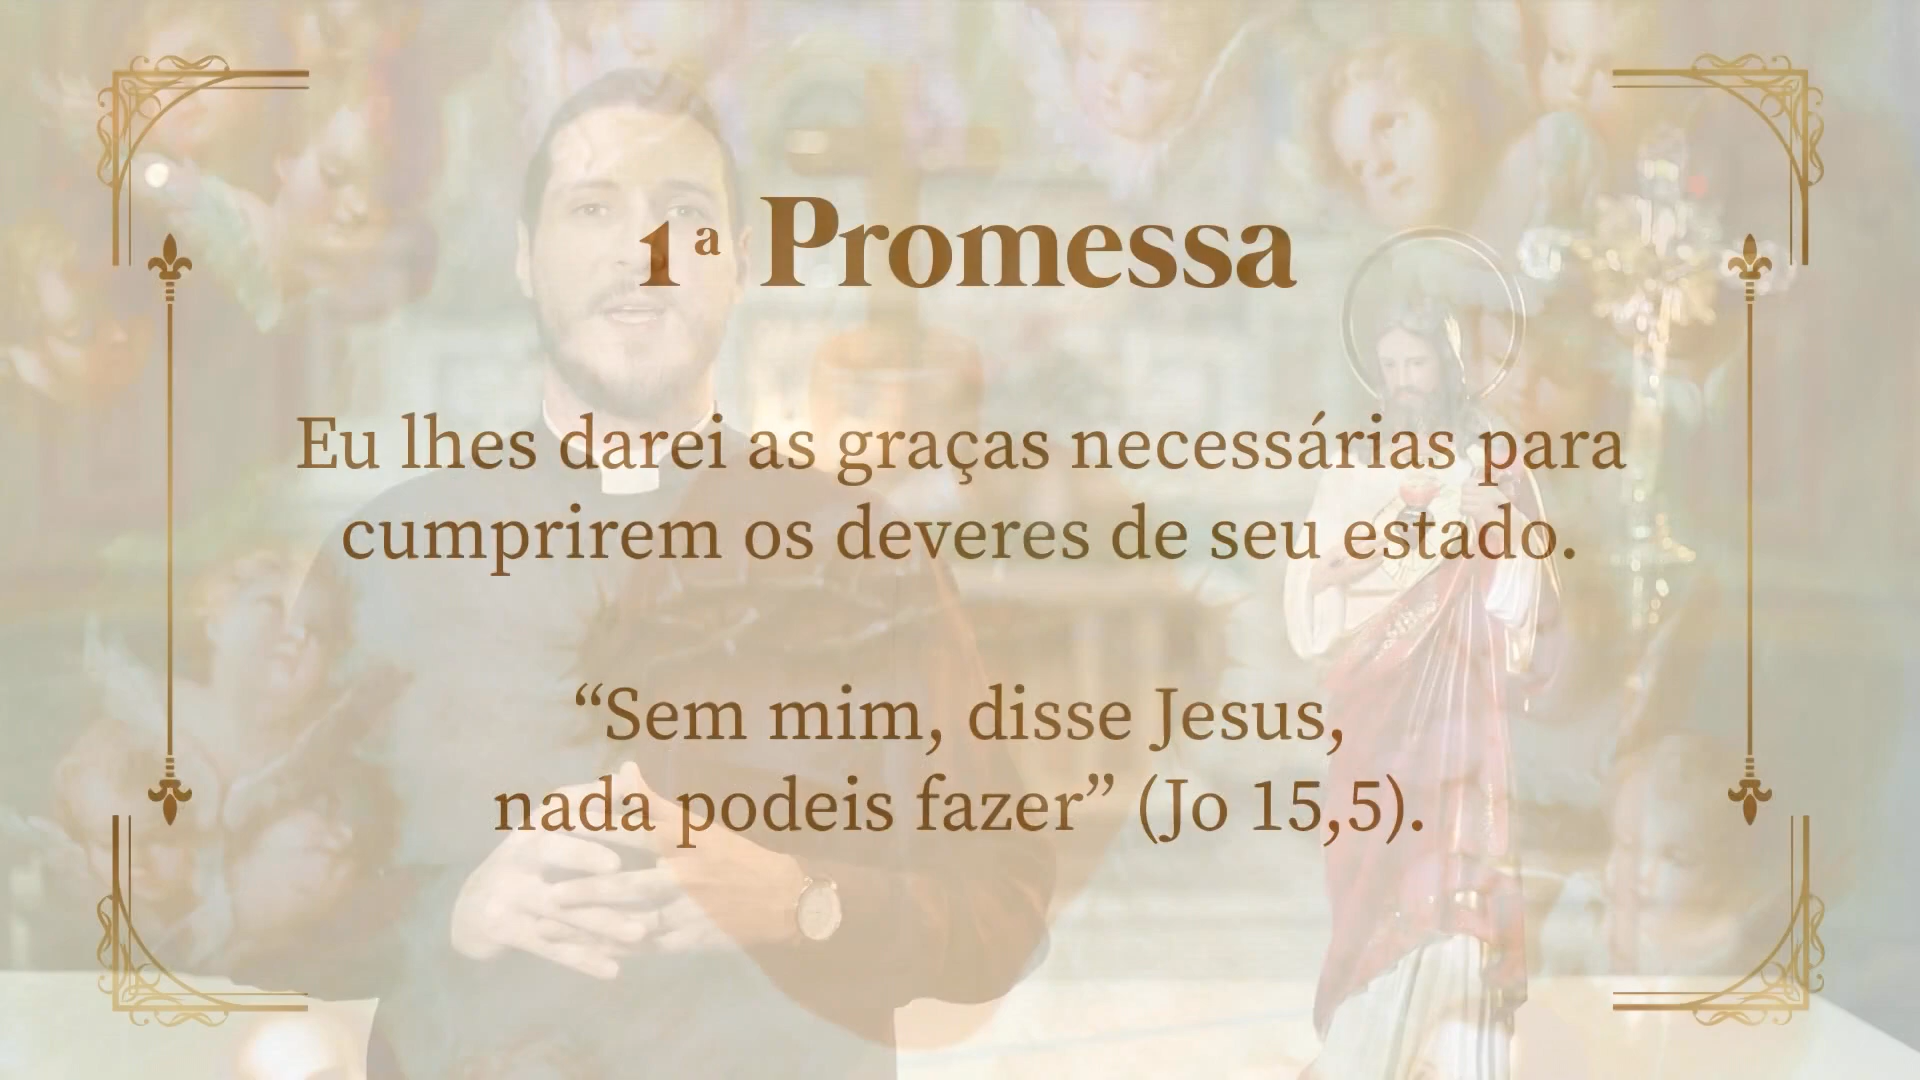 1ª Promessa
Eu lhes darei as graças necessárias para
cumprirem os deveres de seu estado.
“Sem mim, disse Jesus,
nada podeis fazer” (Jo 15,5).